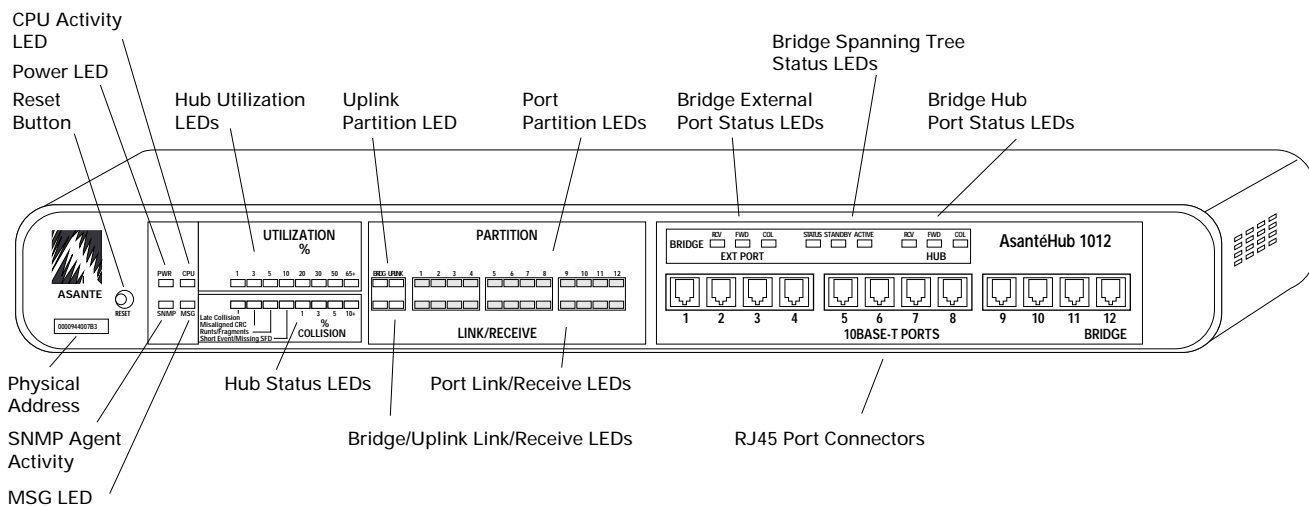 CPU Activity
LED
Power LED
Reset
Button
Hub Utilization
LEDs
Uplink
Partition LED
Port
Partition LEDs
Bridge External
Port Status LEDs
Bridge Spanning Tree
Status LEDs
Bridge Hub
Port Status LEDs
ASANTE
0000944007B3
RESET
PWR CPU
SNMP MSG
UTILIZATION
%
1 3 5 10 20 30 50 65+
Late Collision
Misaligned CRC
Runts/Fragments
Short Event/Missing SFD
1 3 5 10+
%
COLLISION
PARTITION
BRDG UPLINK 1 2 3 4 5 6 7 8 9 10 11 12
LINK/RECEIVE
BRIDGE
RCV FWD COL
EXT PORT
STATUS STANDBY ACTIVE
RCV FWD COL
HUB
AsantéHub 1012
1 2 3 4 5 6 7 8 9 10 11 12
10BASE-T PORTS
BRIDGE
Physical
Address
SNMP Agent
Activity
MSG LED
Hub Status LEDs
Port Link/Receive LEDs
Bridge/Uplink Link/Receive LEDs
RJ45 Port Connectors